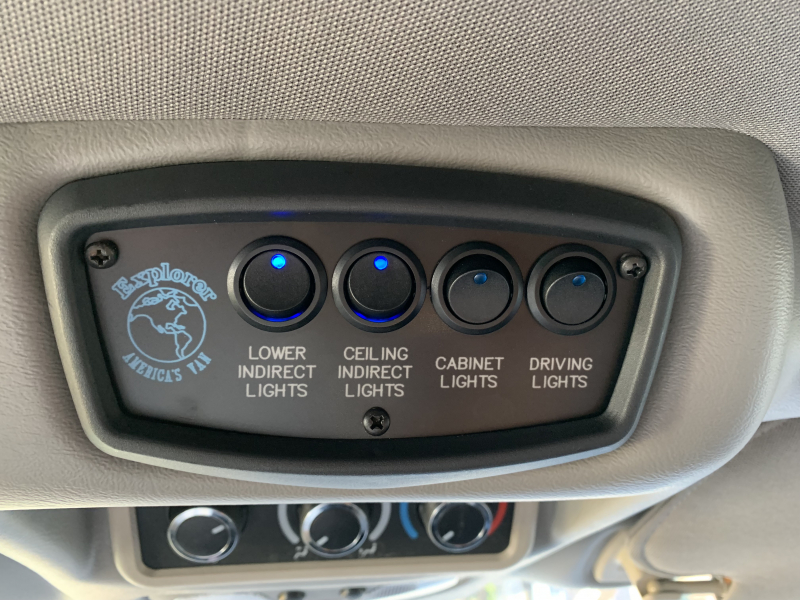 Explorer
AMERICA'S VAN
LOWER
INDIRECT
LIGHTS
CEILING
INDIRECT
LIGHTS
CABINET
LIGHTS
DRIVING
LIGHTS